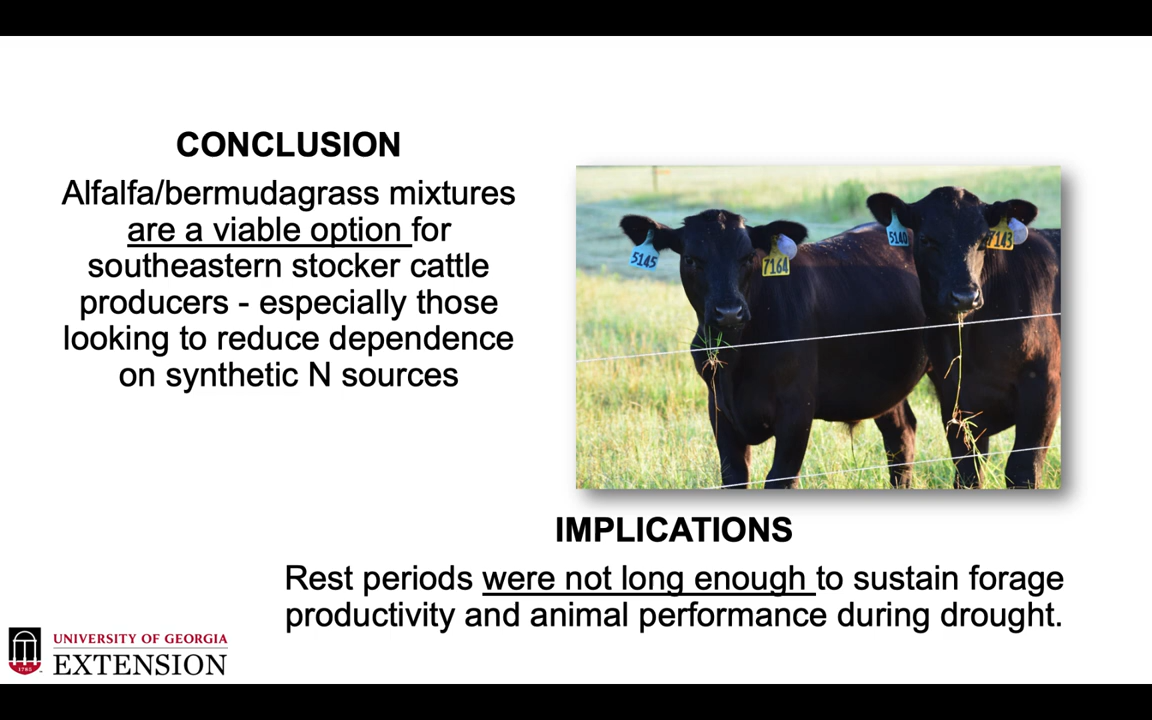 CONCLUSION
Alfalfa/bermudagrass mixtures
are a viable option for
southeastern stocker cattle
producers - especially those
looking to reduce dependence
on synthetic N sources
5145
7164
5140
7143
IMPLICATIONS
Rest periods were not long enough to sustain forage
productivity and animal performance during drought.
1785
UNIVERSITY OF GEORGIA
EXTENSION